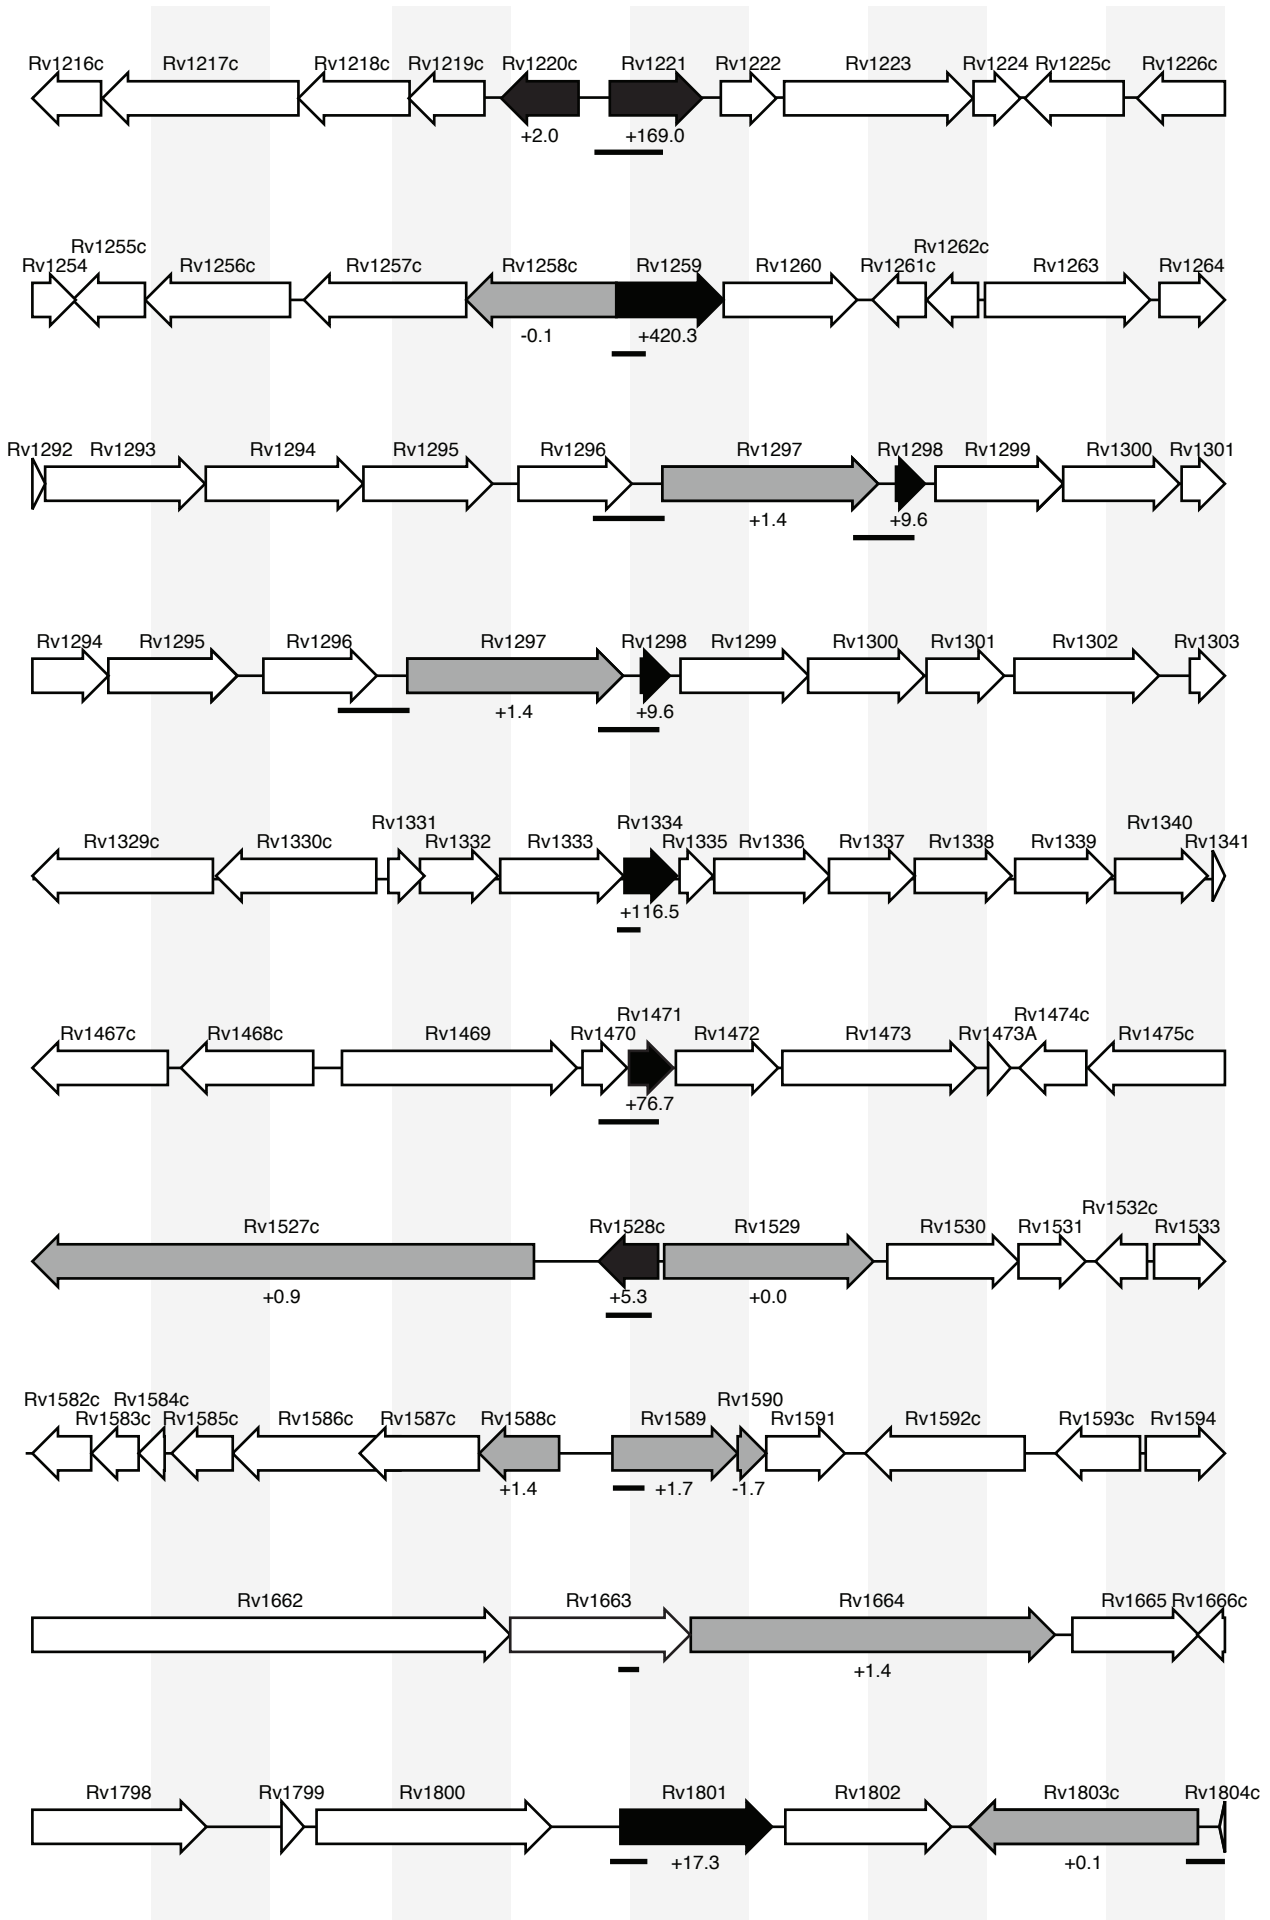 Rv1216c Rv1217c Rv1218c Rv1219c Rv1220c Rv1221 Rv1222 Rv1223 Rv1224 Rv1225c Rv1226c
+2.0 +169.0
Rv1255c Rv1262c
Rv1254 Rv1256c Rv1257c Rv1258c Rv1259 Rv1260 Rv1261c Rv1263 Rv1264
-0.1 +420.3
Rv1292 Rv1293 Rv1294 Rv1295 Rv1296 Rv1297 Rv1298 Rv1299 Rv1300 Rv1301
+1.4 +9.6
Rv1294 Rv1295 Rv1296 Rv1297 Rv1298 Rv1299 Rv1300 Rv1301 Rv1302 Rv1303
+1.4 +9.6
Rv1331 Rv1334 Rv1340
Rv1329c Rv1330c Rv1332 Rv1333 Rv1335 Rv1336 Rv1337 Rv1338 Rv1339 Rv1341
+116.5
Rv1471 Rv1474c
Rv1467c Rv1468c Rv1469 Rv1470 Rv1472 Rv1473 Rv1473A Rv1475c
+76.7
Rv1532c
Rv1527c Rv1528c Rv1529 Rv1530 Rv1531 Rv1533
+0.9 +5.3 +0.0
Rv1582c Rv1584c Rv1590
Rv1583c Rv1585c Rv1586c Rv1587c Rv1588c Rv1589 Rv1591 Rv1592c Rv1593c Rv1594
+1.4 +1.7 -1.7
Rv1662 Rv1663 Rv1664 Rv1665 Rv1666c
+1.4
Rv1798 Rv1799 Rv1800 Rv1801 Rv1802 Rv1803c Rv1804c
+17.3 +0.1